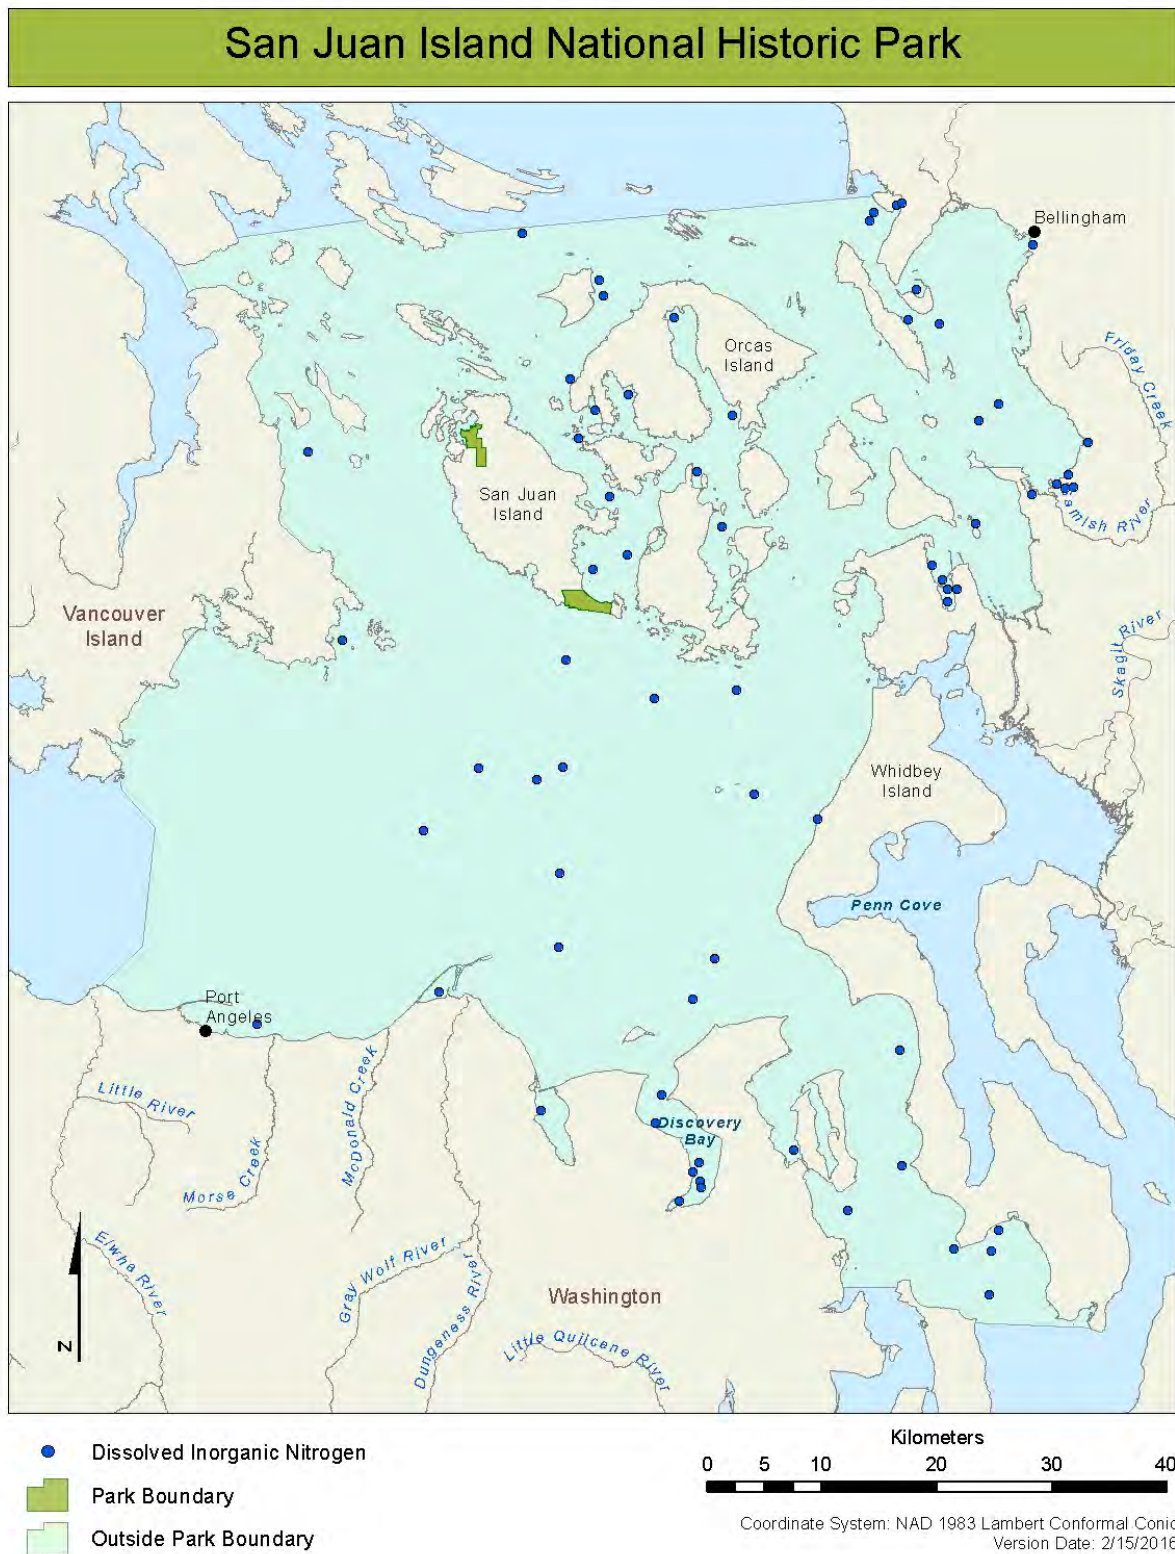 San Juan Island National Historic Park
Bellingham
Friday Creek
Orcas
Island
San Juan
Island
amish River
Vancouver
Island
Skagit River
Whidbey
Island
Penn Cove
Port
Angeles
Little River
McDonald Creek
Discovery
Bay
Morse Creek
Elwha River
Gray Wolf River
Dungeness River
Washington
Little Quilcene River
N
Kilometers
0 5 10 20 30 40
Dissolved Inorganic Nitrogen
Park Boundary
Outside Park Boundary
Coordinate System: NAD 1983 Lambert Conformal Conic
Version Date: 2/15/2016